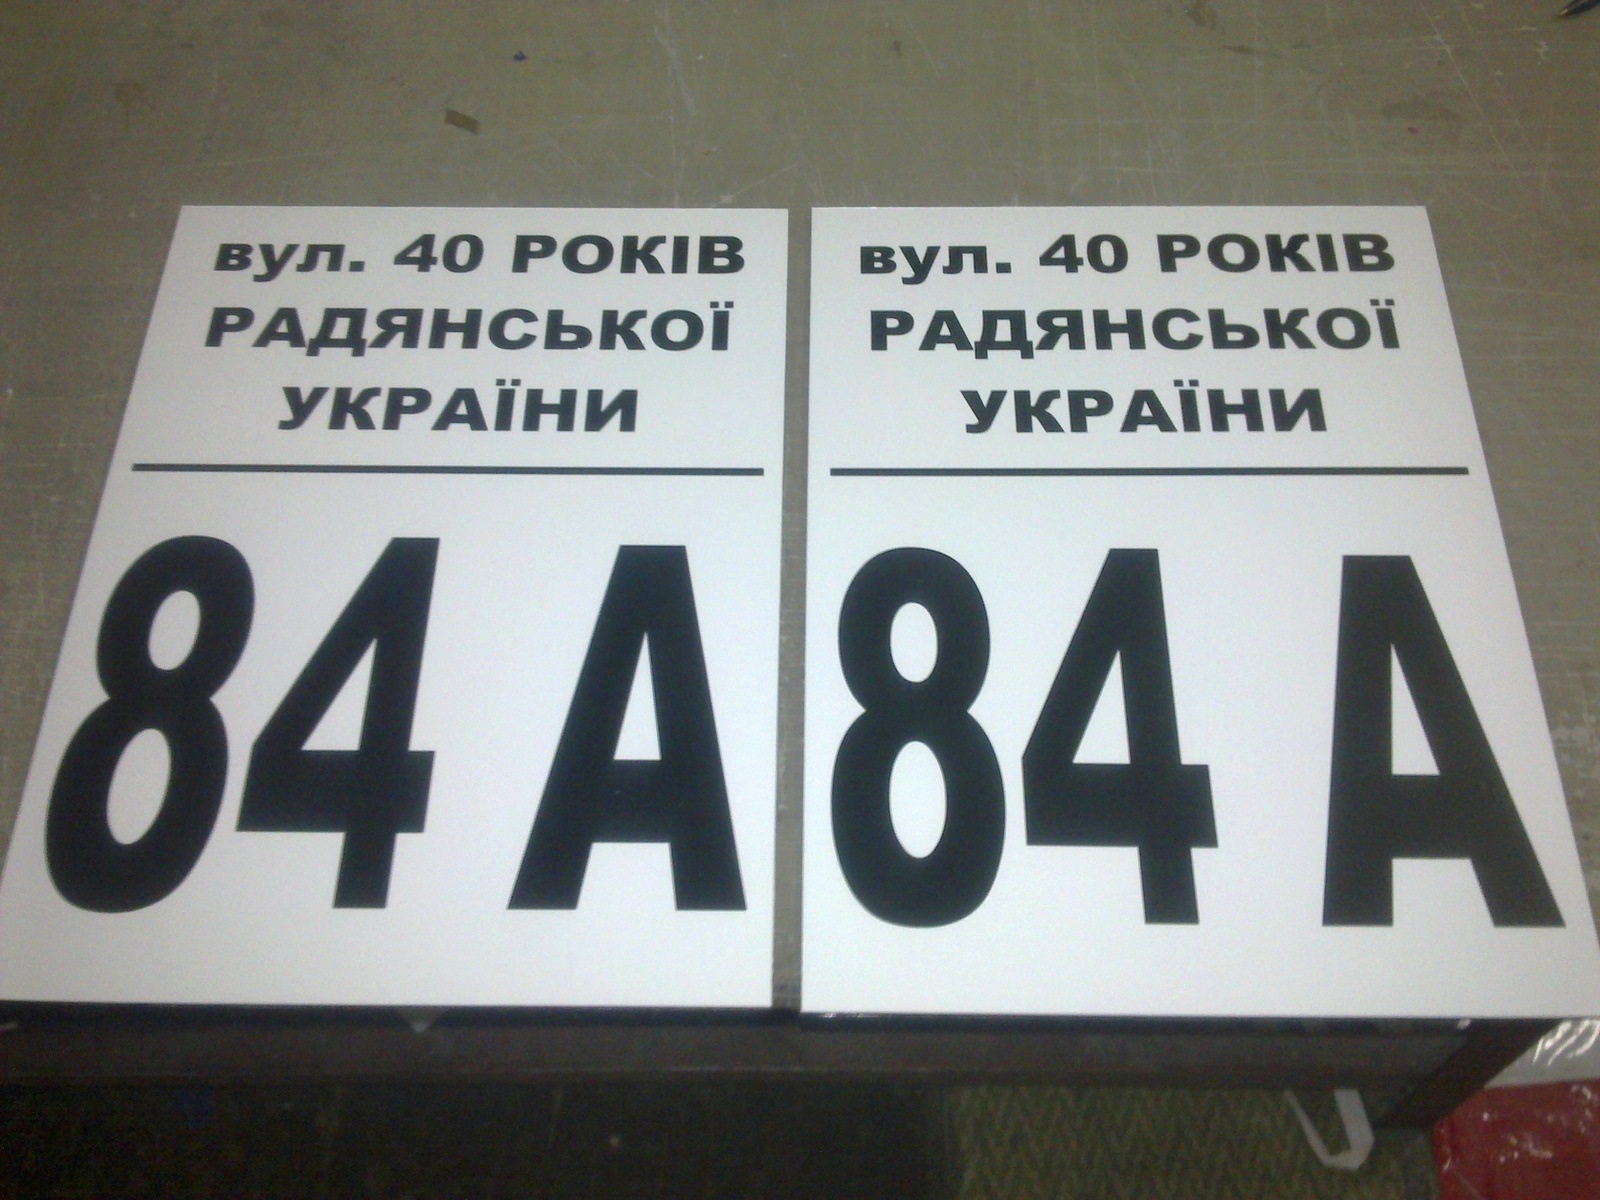 вул. 40 РОКІВ
РАДЯНСЬКОЇ
УКРАЇНИ
84 А
вул. 40 РОКІВ
РАДЯНСЬКОЇ
УКРАЇНИ
84 А